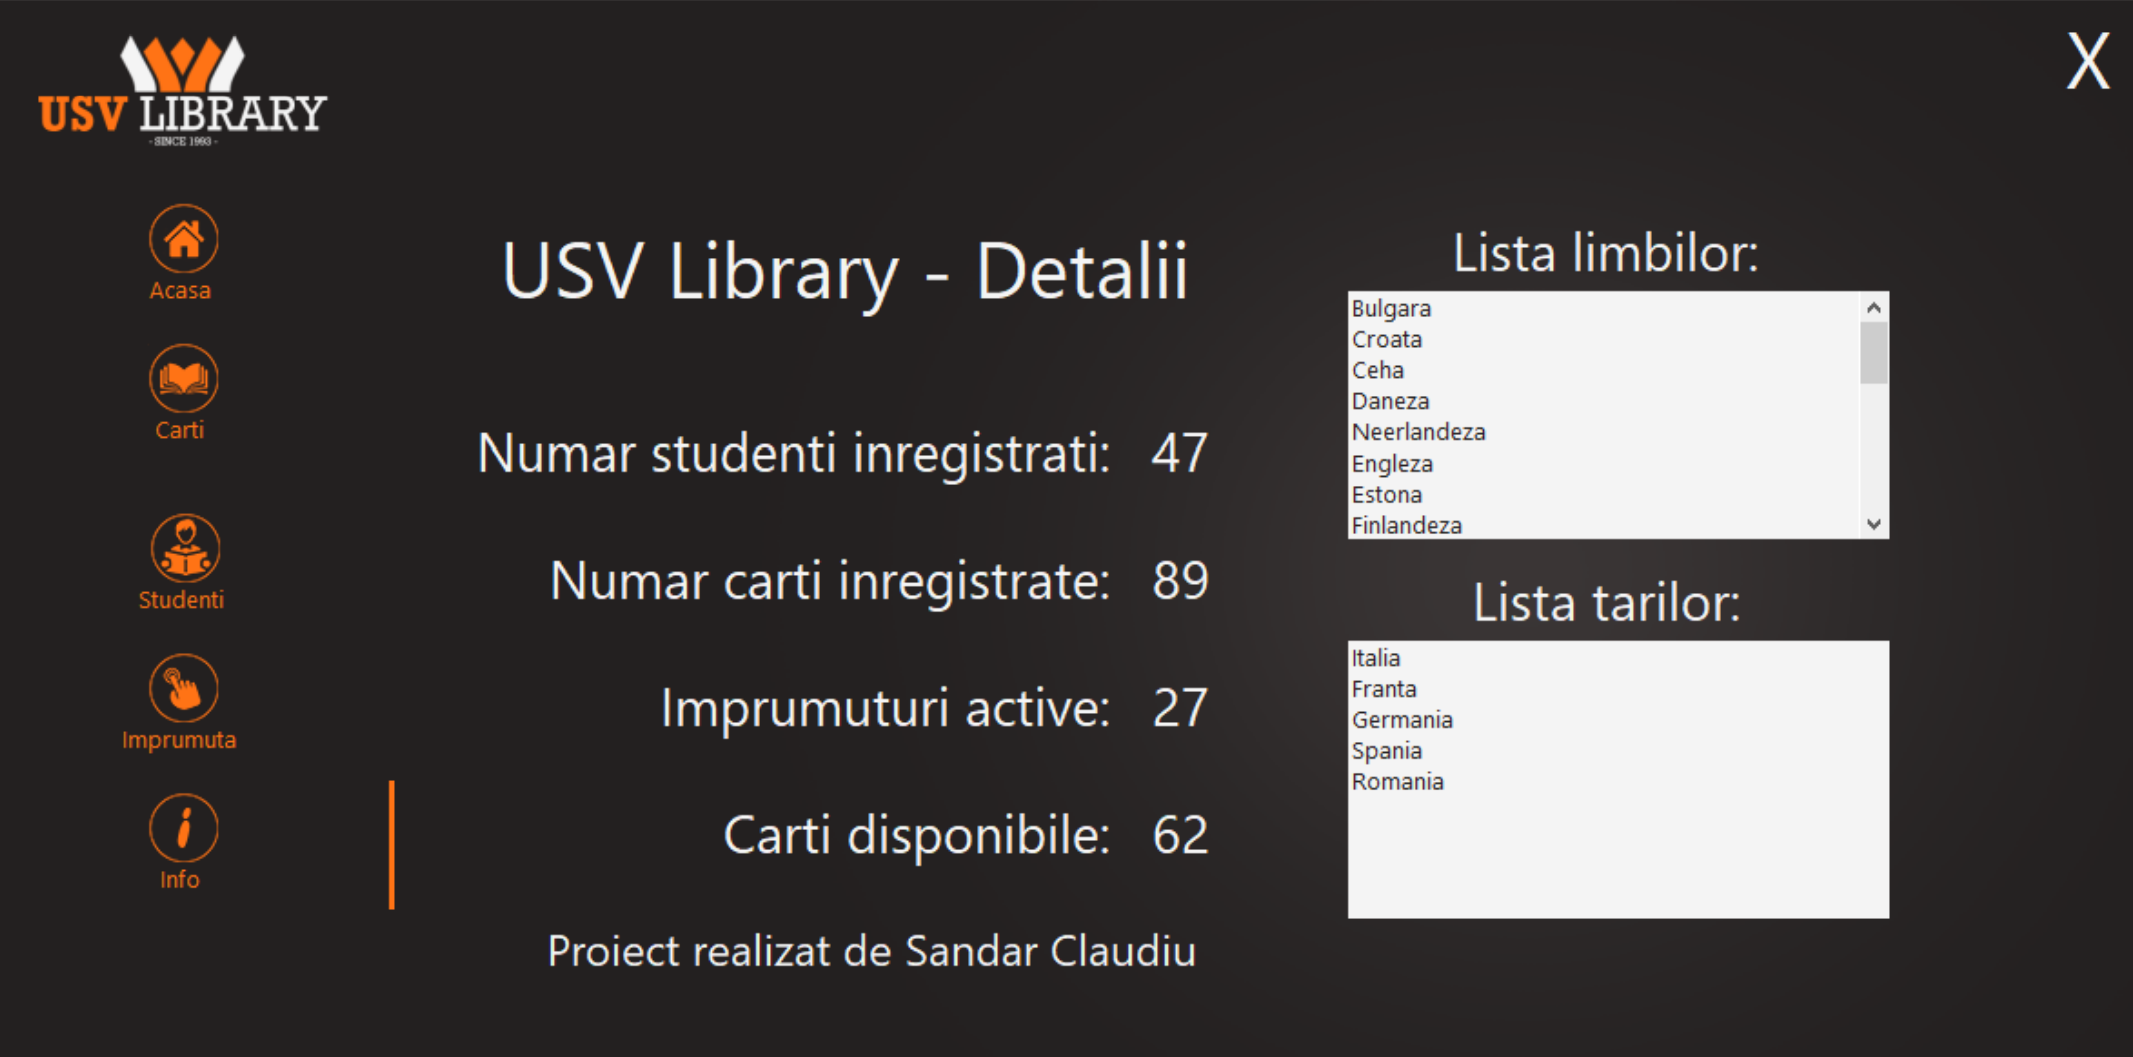 USV LIBRARY
- SINCE 1993 -
X
Acasa
Carti
Studenti
Imprumuta
Info
USV Library - Detalii
Numar studenti inregistrati: 47
Numar carti inregistrate: 89
Imprumuturi active: 27
Carti disponibile: 62
Proiect realizat de Sandar Claudiu
Lista limbilor:
Bulgara
Croata
Ceha
Daneza
Neerlandeza
Engleza
Estona
Finlandeza
Lista tarilor:
Italia
Franta
Germania
Spania
Romania